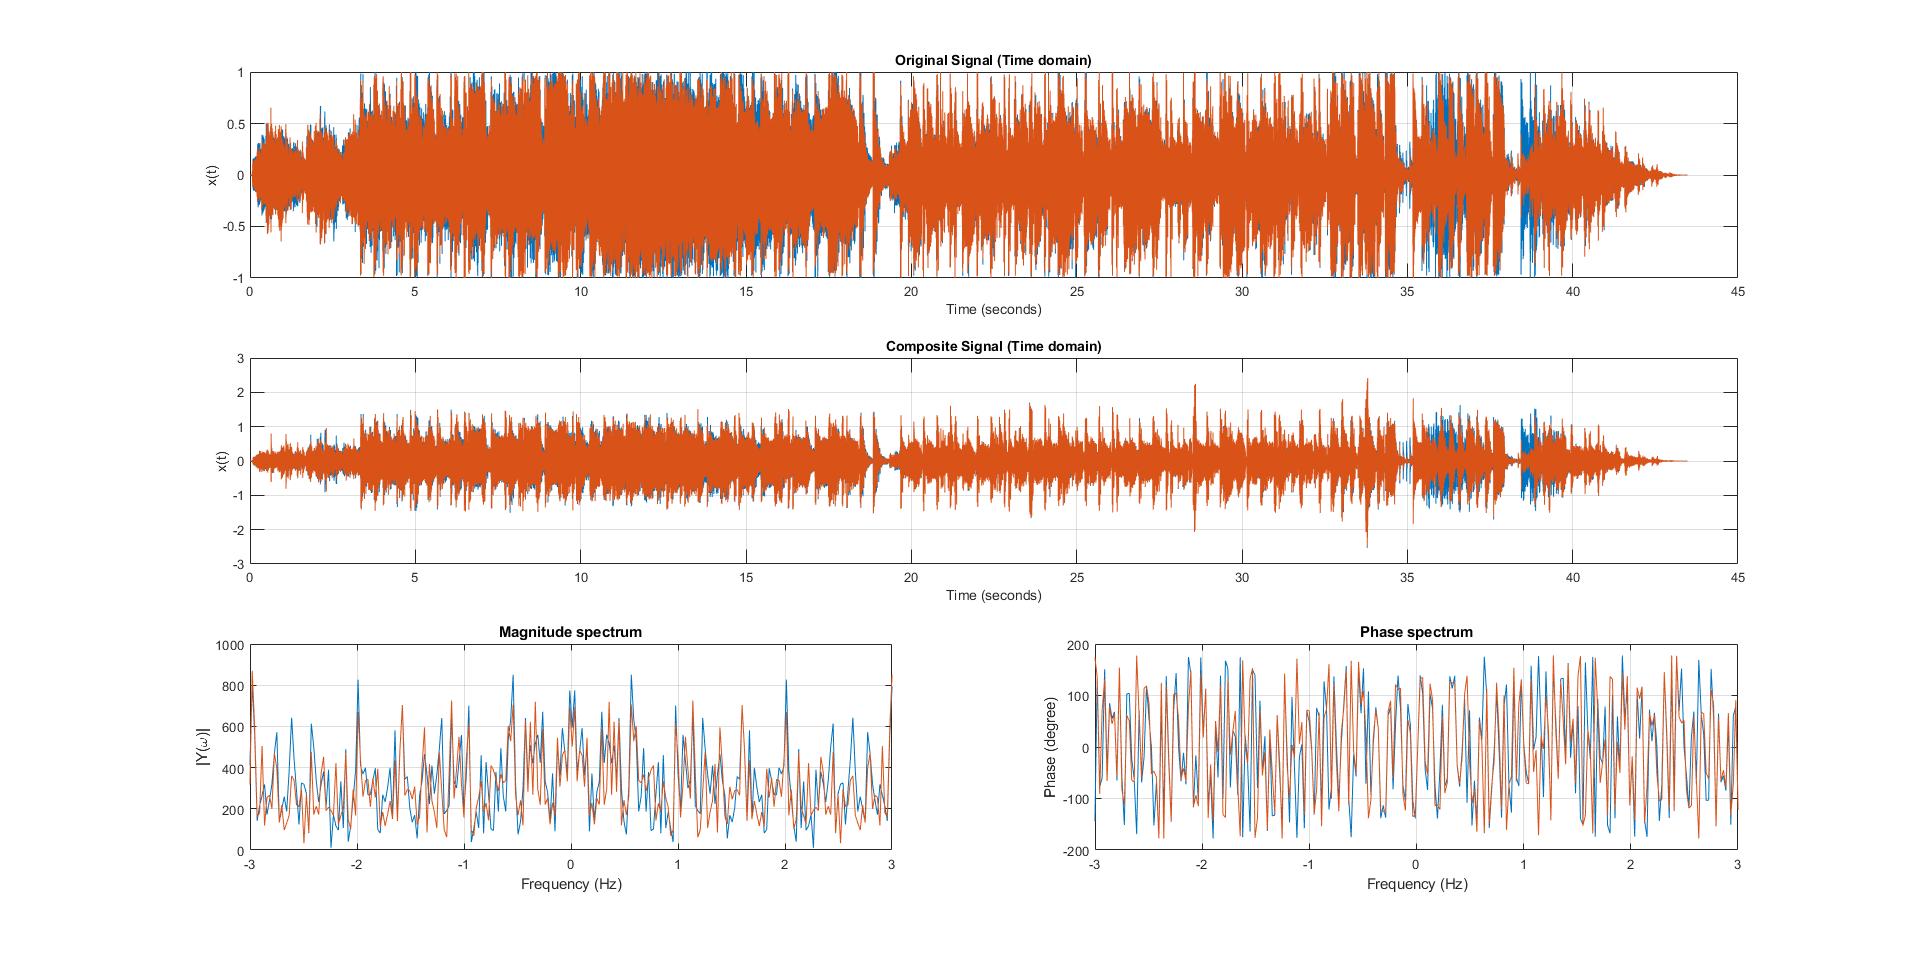 Original Signal (Time domain)
1
0.5
0
-0.5
-1
x(t)
0 5 10 15 20 25 30 35 40 45
Time (seconds)
Composite Signal (Time domain)
3
2
1
0
-1
-2
-3
x(t)
0 5 10 15 20 25 30 35 40 45
Time (seconds)
Magnitude spectrum
1000
800
600
400
200
0
|Y(ω)|
-3 -2 -1 0 1 2 3
Frequency (Hz)
Phase spectrum
200
100
0
-100
-200
Phase (degree)
-3 -2 -1 0 1 2 3
Frequency (Hz)